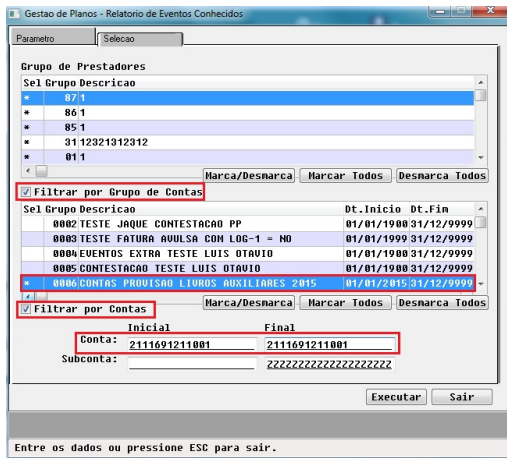 Gestao de Planos - Relatorio de Eventos Conhecidos
Parametro Selecao
Grupo de Prestadores
Sel Grupo Descricao
* 87 1
* 86 1
* 85 1
* 31 12321312312
* 01 1
Marca/Desmarca Marcar Todos Desmarca Todos
Filtrar por Grupo de Contas
Sel Grupo Descricao Dt.Inicio Dt.Fim
0002 TESTE JAQUE CONTESTACAO PP 01/01/1900 31/12/9999
0003 TESTE FATURA AVULSA COM LOG-1 = NO 01/01/1900 31/12/9999
0004 EVENTOS EXTRA TESTE LUIS OTAVIO 01/01/1900 31/12/9999
0005 CONTESTACAO TESTE LUIS OTAVIO 01/01/1900 31/12/9999
* 0006 CONTAS PROVISAO LIVROS AUXILIARES 2015 01/01/2015 31/12/9999
Marca/Desmarca Marcar Todos Desmarca Todos
Filtrar por Contas
Inicial Final
Conta: 2111691211001 2111691211001
Subconta: ZZZZZZZZZZZZZZZZZZZZ
Executar Sair
Entre os dados ou pressione ESC para sair.